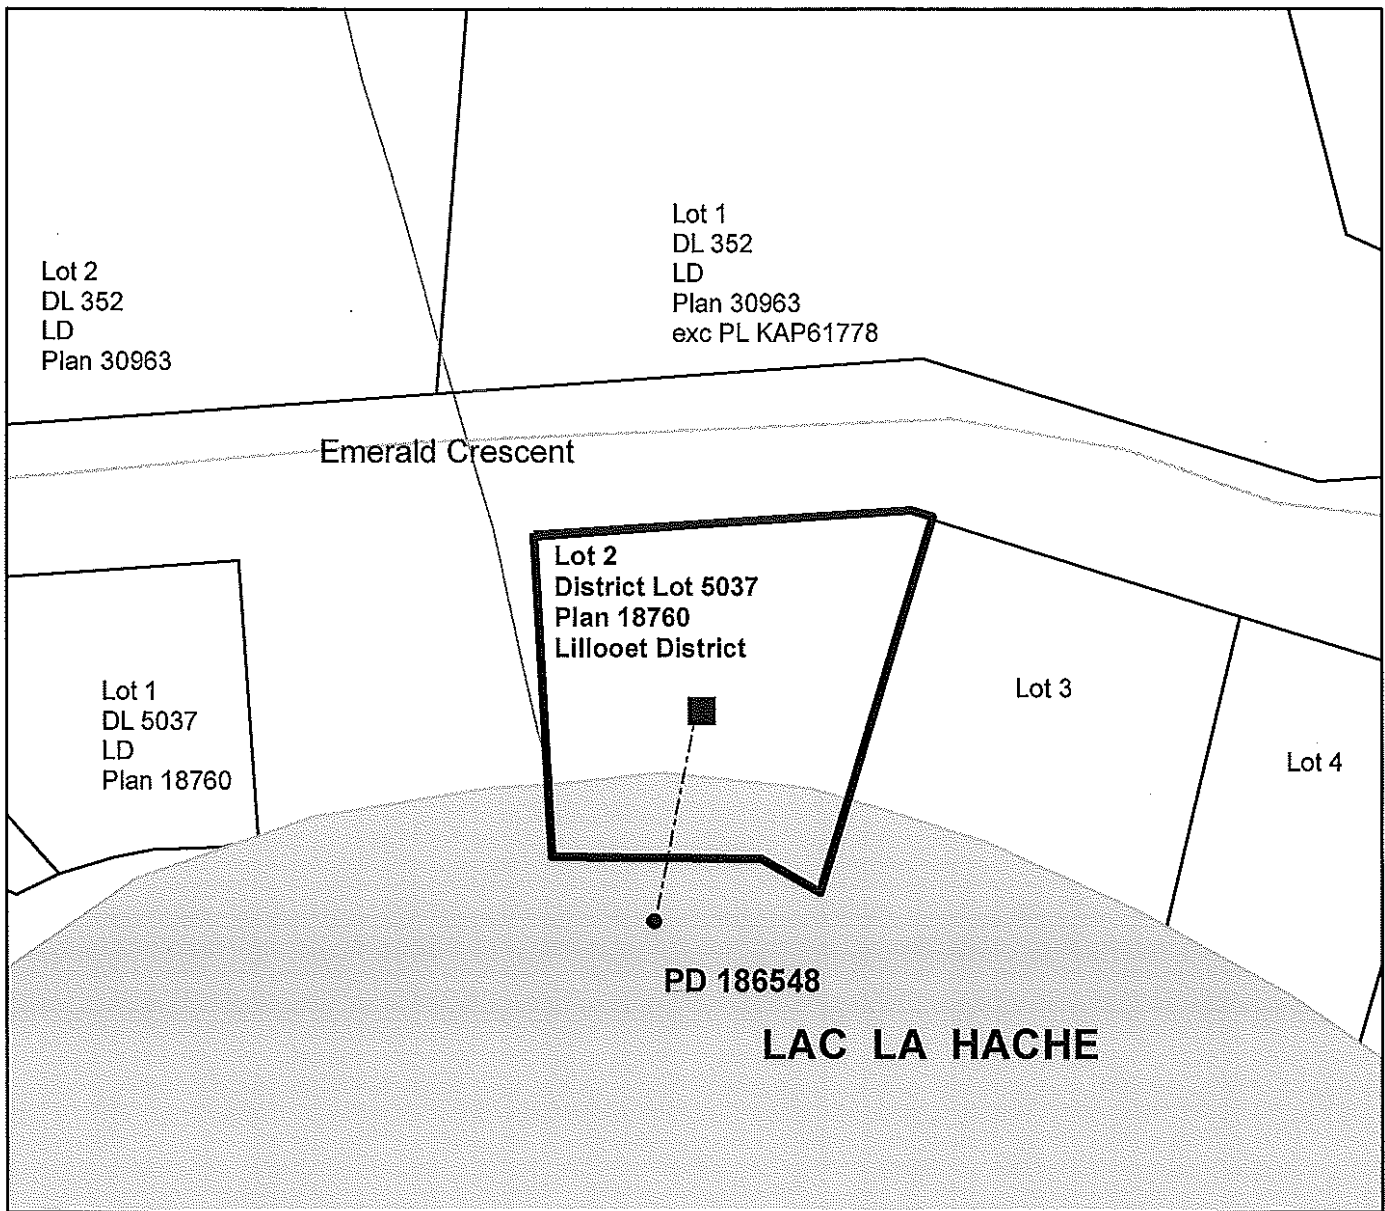 Lot 1
DL 352
LD
Plan 30963
exc PL KAP61778
Lot 2
DL 352
LD
Plan 30963
Emerald Crescent
Lot 2
District Lot 5037
Plan 18760
Lillooet District
Lot 1
DL 5037
LD
Plan 18760
Lot 3
Lot 4
PD 186548
LAC LA HACHE